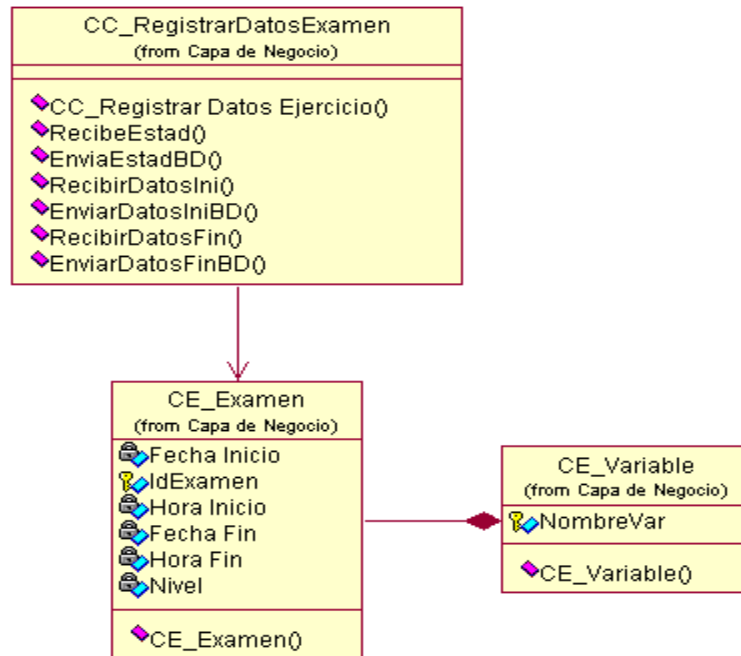 CC_RegistrarDatosExamen
(from Capa de Negocio)
CC_Registrar Datos Ejercicio()
RecibeEstad()
EnviaEstadBD()
RecibirDatosIni()
EnviarDatosIniBD()
RecibirDatosFin()
EnviarDatosFinBD()
CE_Examen
(from Capa de Negocio)
Fecha Inicio
IdExamen
Hora Inicio
Fecha Fin
Hora Fin
Nivel
CE_Examen()
CE_Variable
(from Capa de Negocio)
NombreVar
CE_Variable()